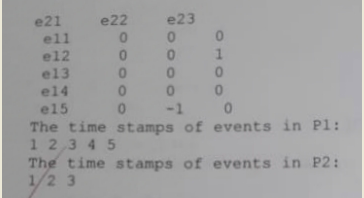 e21 e22 e23
e11 0 0 0
e12 0 0 1
e13 0 0 0
e14 0 0 0
e15 0 -1 0
The time stamps of events in P1:
1 2 3 4 5
The time stamps of events in P2:
1 2 3